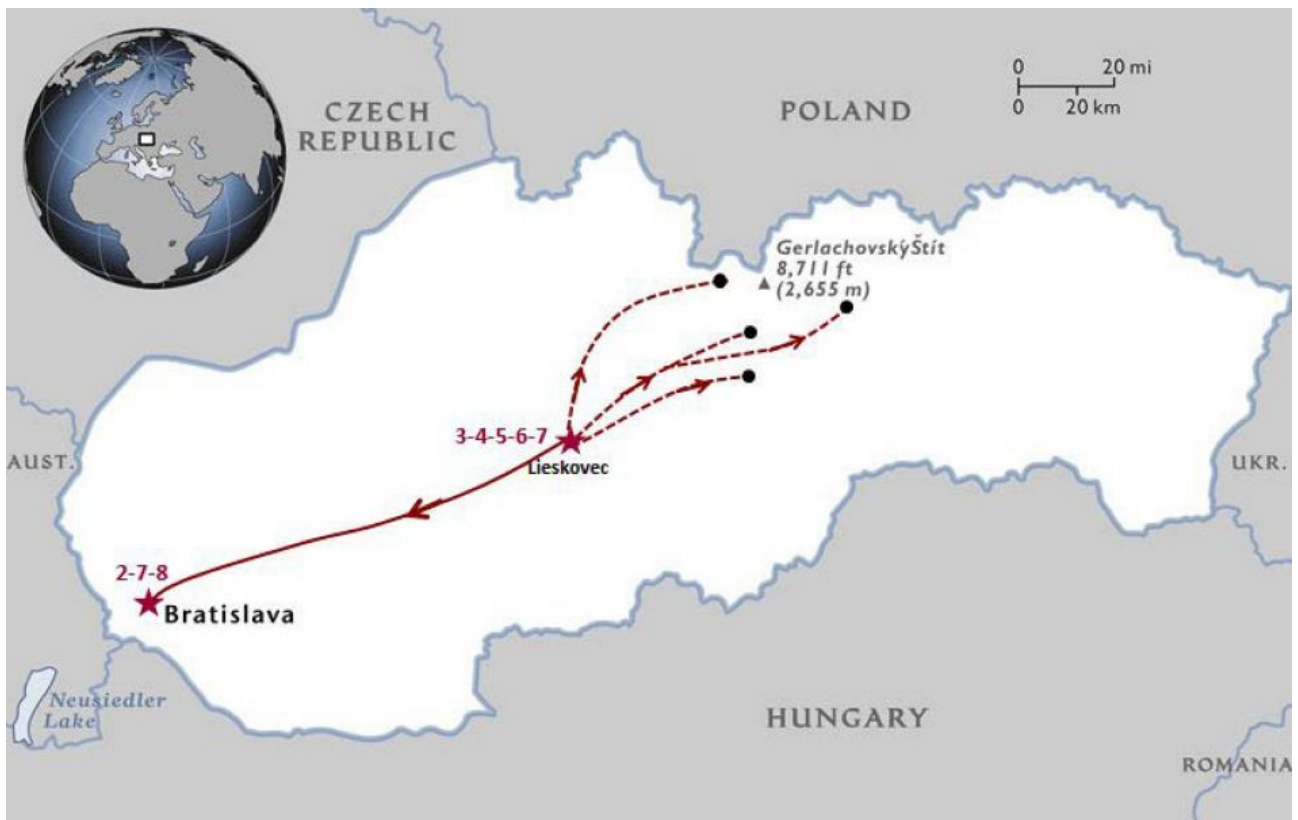 CZECH
REPUBLIC
POLAND
0 20 mi
0 20 km
GerlachovskýŠtít
8,711 ft
(2,655 m)
3-4-5-6-7
Lieskovec
AUST.
UKR.
2-7-8
Bratislava
Neusiedler
Lake
HUNGARY
ROMANIA